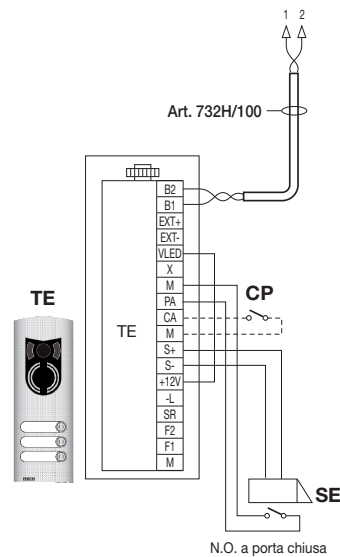 1 2
Art. 732H/100
B2
B1
EXT+
EXT-
VLED
X
M
PA
CA
M
S+
S-
+12V
-L
SR
F2
F1
M
TE
TE
CP
SE
N.O. a porta chiusa